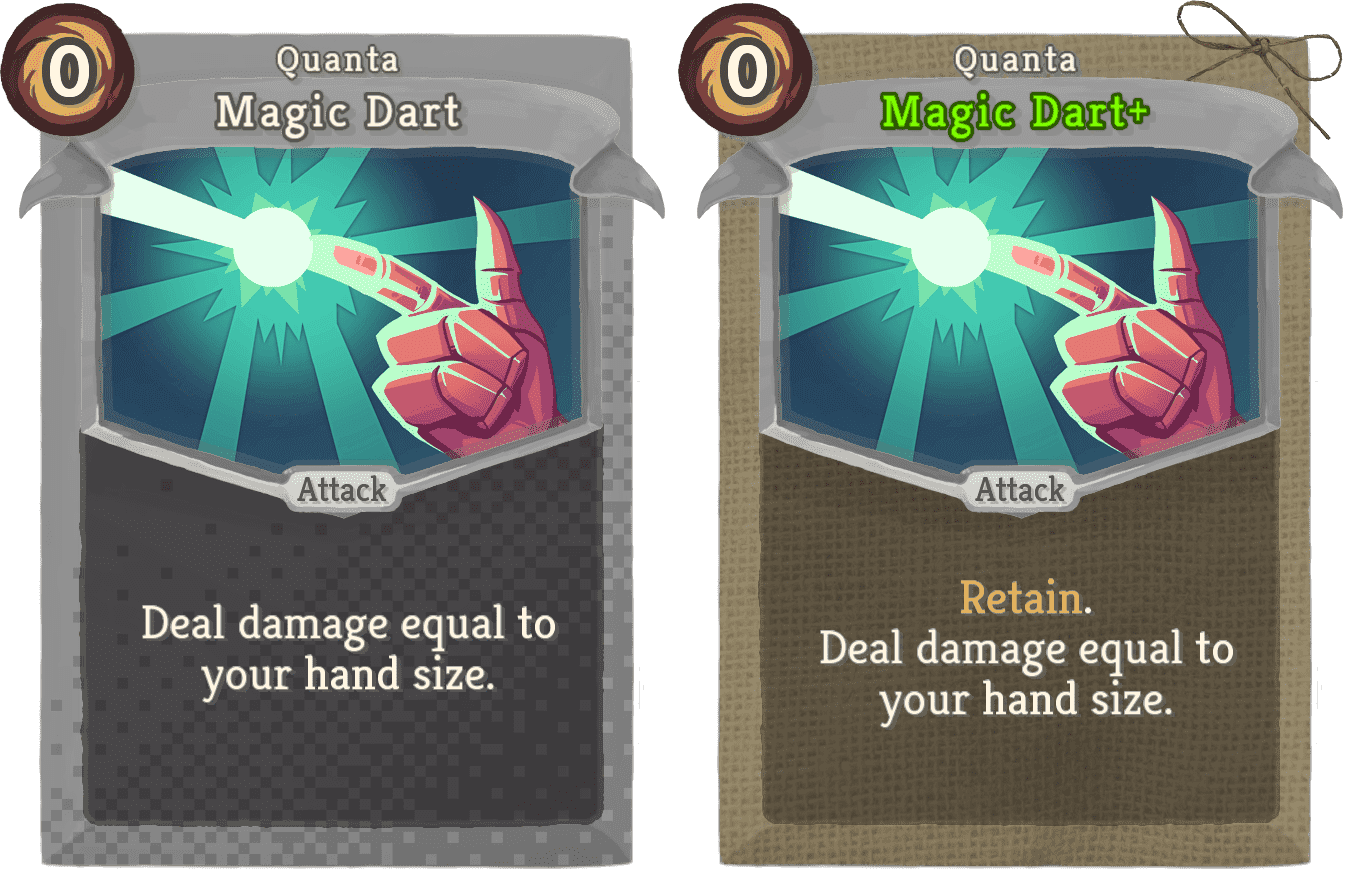 0
Quanta
Magic Dart
Attack
Deal damage equal to
your hand size.
0
Quanta
Magic Dart+
Attack
Retain.
Deal damage equal to
your hand size.